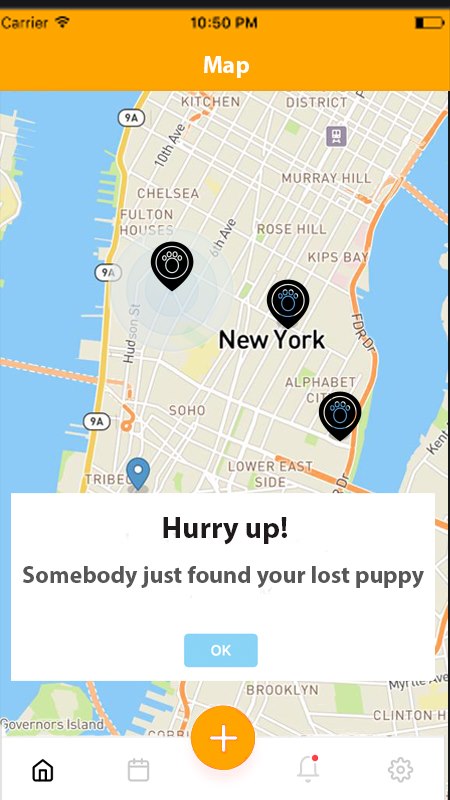 Carrier
10:50 PM
Map
KITCHEN
DISTRICT
9A
10th Ave
MURRAY HILL
CHELSEA
FULTON
HOUSES
6th Ave
ROSE HILL
KIPS BAY
9A
Hudson St
New York
FDR Dr
ALPHABET
SOHO
9A
LOWER EAST
SIDE
Hurry up!
Somebody just found your lost puppy
OK
BROOKLYN
Myrtle Ave
Governors Island
CLINTON H